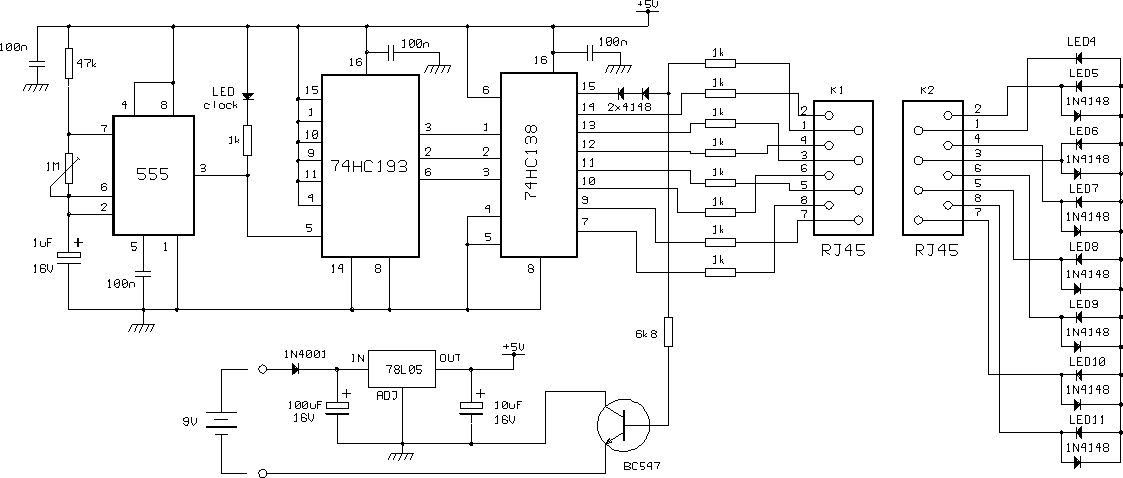 +5V
100n
47k
16
100n
16
100n
1k
LED4
LED
clock
LED5
1N4148
4
8
15
1
10
9
11
4
5
6
15
2x4148
14
13
12
11
10
9
7
1k
1k
1k
1k
1k
1k
1k
K1
2
1
4
3
6
5
8
7
RJ45
K2
2
1
4
3
6
5
8
7
RJ45
7
1M
6
2
555
3
1k
74HC193
3
2
6
1
2
3
4
5
74HC138
LED6
1N4148
LED7
1N4148
LED8
1N4148
LED9
1N4148
LED10
1N4148
LED11
1N4148
1uF
+
16V
5
1
100n
14
8
8
6k8
1N4001
IN
78L05
OUT
ADJ
+5V
100uF
+
16V
10uF
+
16V
9V
BC547